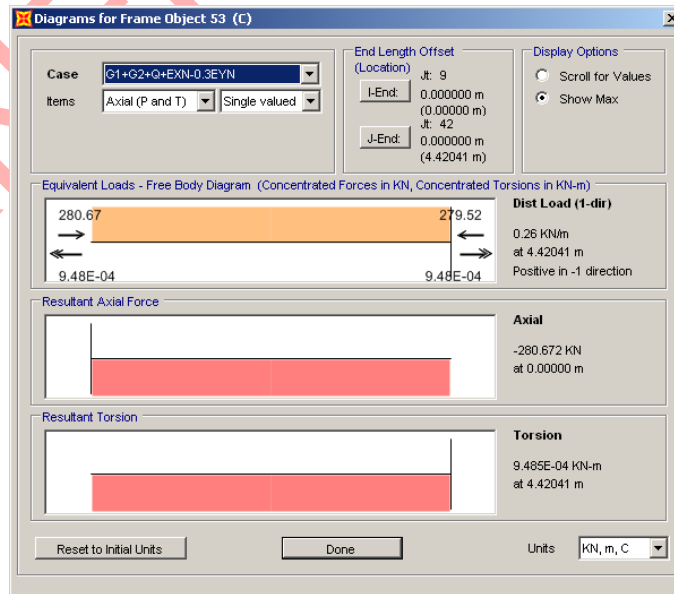 Diagrams for Frame Object 53 (C)
Case G1+G2+Q+EXN-0.3EYN
Items Axial (P and T) Single valued
End Length Offset
(Location)
Jt: 9
I-End: 0.000000 m
(0.00000 m)
Jt: 42
J-End: 0.000000 m
(4.42041 m)
Display Options
Scroll for Values
Show Max
Equivalent Loads - Free Body Diagram (Concentrated Forces in KN, Concentrated Torsions in KN-m)
280.67 279.52
9.48E-04 9.48E-04
Dist Load (1-dir)
0.26 KN/m
at 4.42041 m
Positive in -1 direction
Resultant Axial Force
Axial
-280.672 KN
at 0.00000 m
Resultant Torsion
Torsion
9.485E-04 KN-m
at 4.42041 m
Reset to Initial Units Done Units KN, m, C